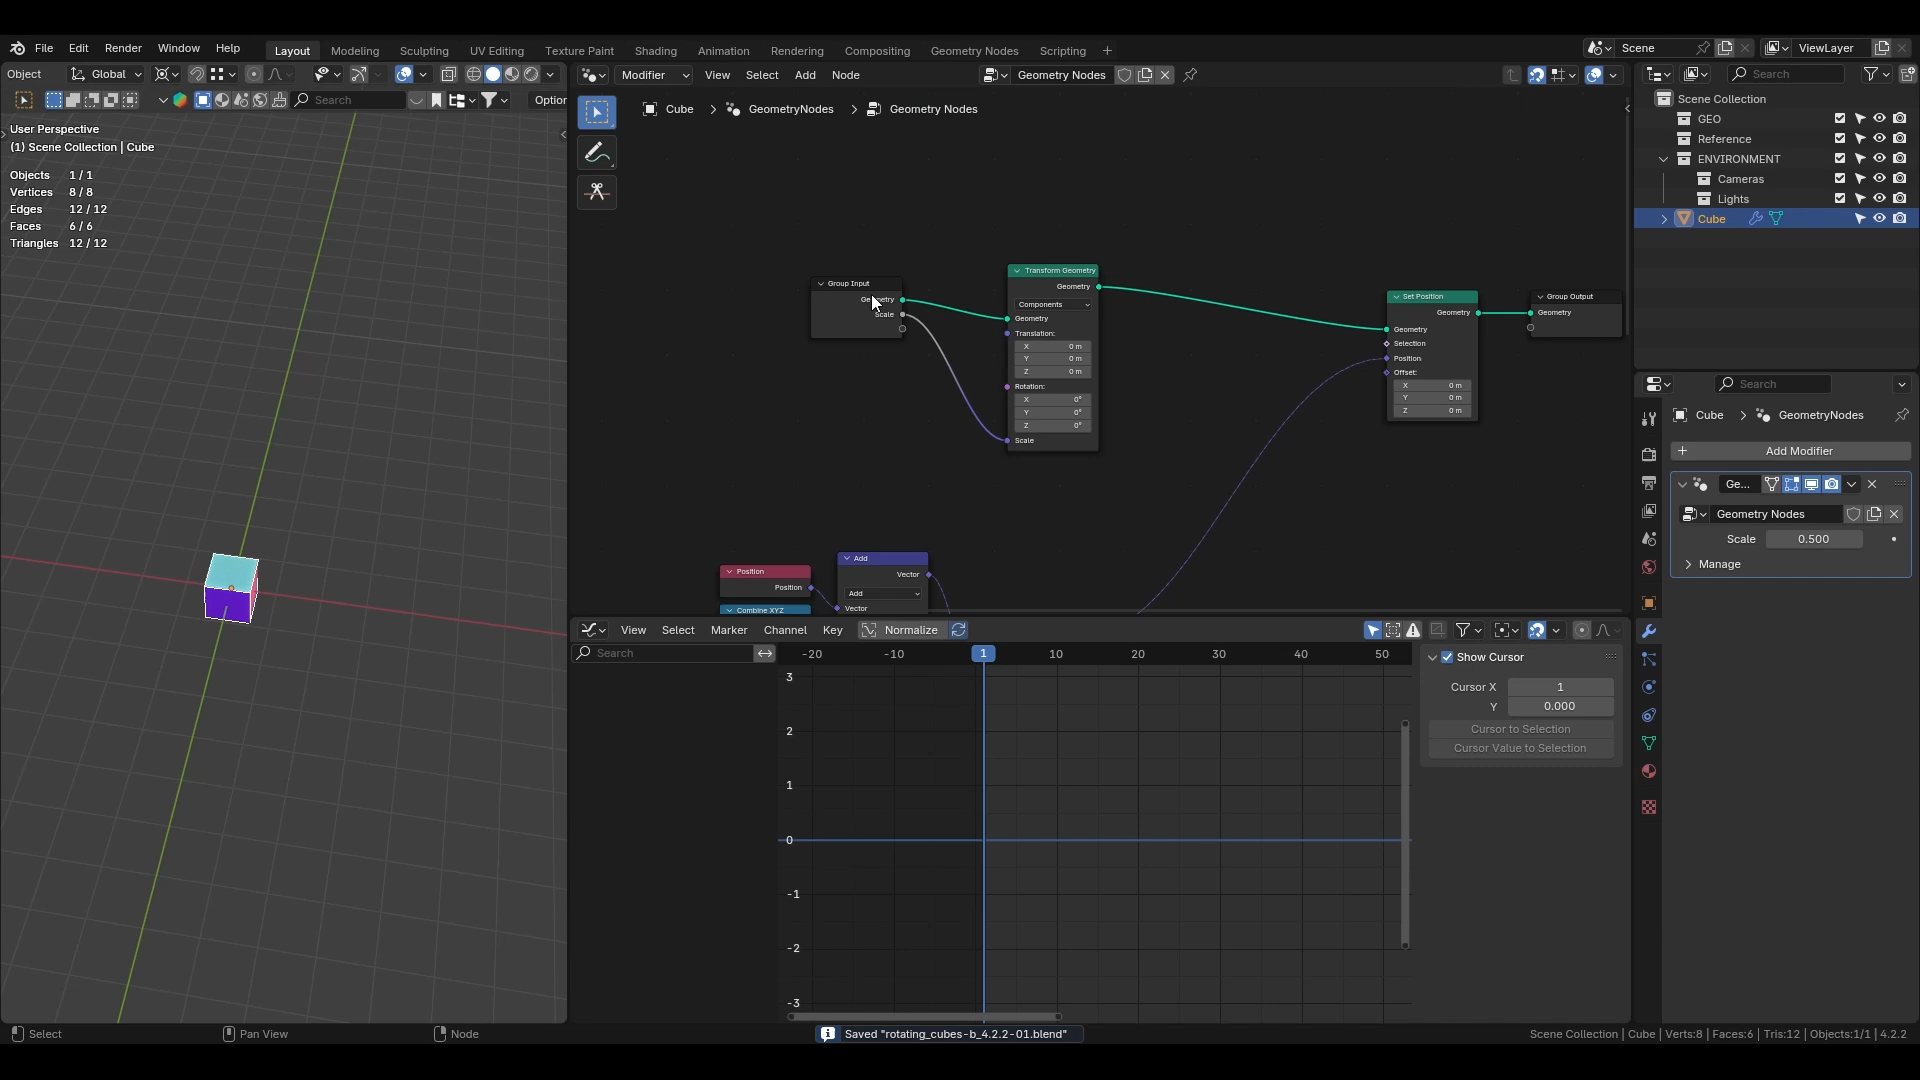 File Edit Render Window Help Layout Modeling Sculpting UV Editing Texture Paint Shading Animation Rendering Compositing Geometry Nodes Scripting + Scene ViewLayer
Object Global Modifier View Select Add Node Geometry Nodes Search
Search Optior Cube > GeometryNodes > Geometry Nodes
Scene Collection
GEO
Reference
ENVIRONMENT
Cameras
Lights
Cube
User Perspective
(1) Scene Collection | Cube
Objects 1 / 1
Vertices 8 / 8
Edges 12 / 12
Faces 6 / 6
Triangles 12 / 12
Group Input
Geometry
Scale
Transform Geometry
Geometry
Components
Geometry
Translation:
X 0 m
Y 0 m
Z 0 m
Rotation:
X 0°
Y 0°
Z 0°
Scale
Set Position
Geometry
Geometry
Selection
Position
Offset:
X 0 m
Y 0 m
Z 0 m
Group Output
Geometry
Position
Position
Combine XYZ
Add
Vector
Add
Vector
Search
Cube > GeometryNodes
+ Add Modifier
Ge...
Geometry Nodes
Scale 0.500
Manage
View Select Marker Channel Key Normalize
Search
-20 -10 1 10 20 30 40 50
3
2
1
0
-1
-2
-3
Show Cursor
Cursor X 1
Y 0.000
Cursor to Selection
Cursor Value to Selection
Select Pan View Node Saved "rotating_cubes-b_4.2.2-01.blend" Scene Collection | Cube | Verts:8 | Faces:6 | Tris:12 | Objects:1/1 | 4.2.2